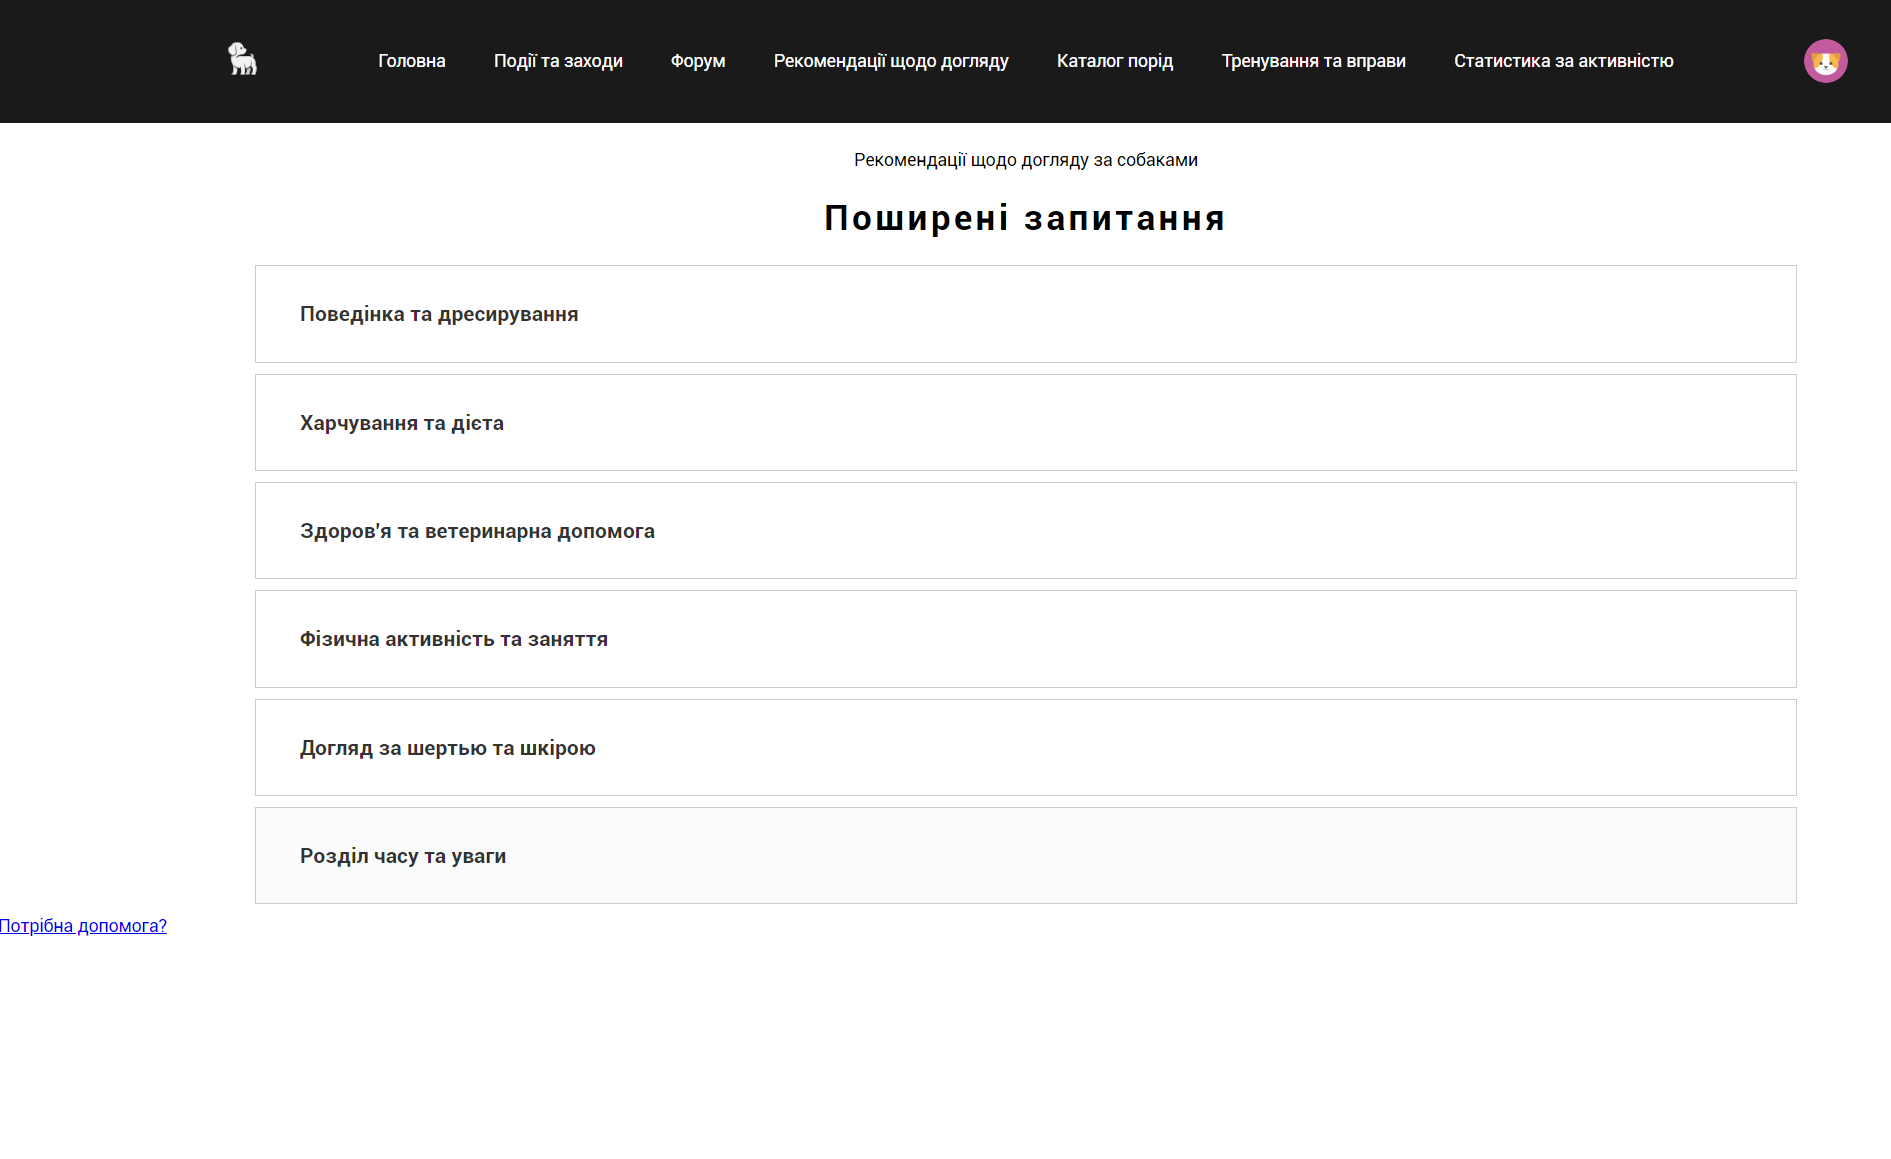 Головна
Події та заходи
Форум
Рекомендації щодо догляду
Каталог порід
Тренування та вправи
Статистика за активністю
Рекомендації щодо догляду за собаками
Поширені запитання
Поведінка та дресирування
Харчування та дієта
Здоров'я та ветеринарна допомога
Фізична активність та заняття
Догляд за шертью та шкірою
Розділ часу та уваги
Потрібна допомога?